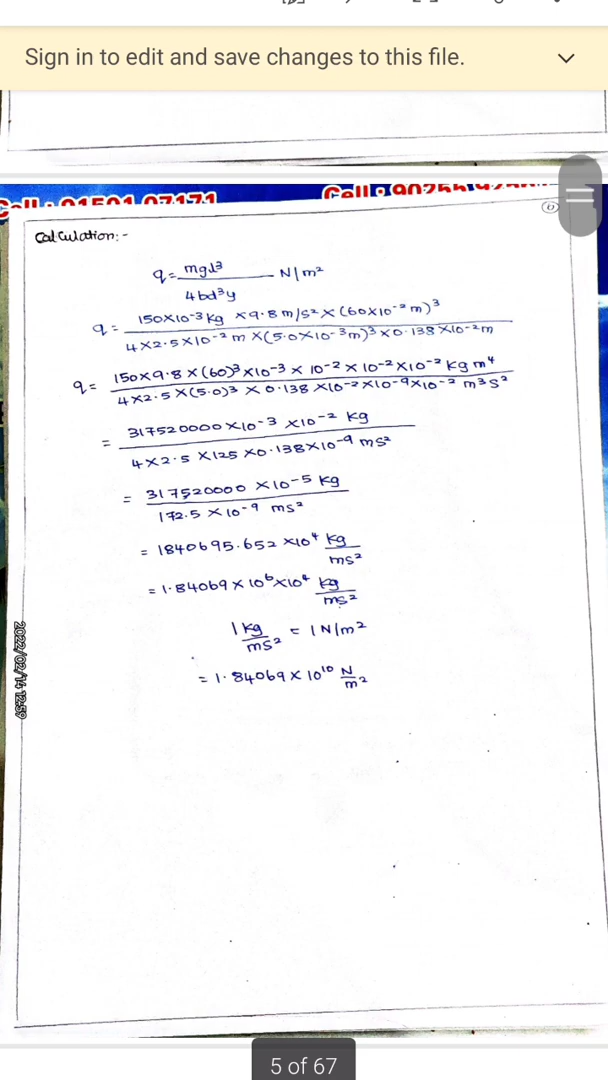 Sign in to edit and save changes to this file.
Calculation:-
q = mgl³ / 4bd³y N/m²
q = 150×10⁻³ kg × 9.8 m/s² × (60×10⁻² m)³ / 4×2.5×10⁻² m × (5.0×10⁻³ m)³ × 0.138×10⁻² m
q = 150×9.8×(60)³×10⁻³ × 10⁻² × 10⁻² × 10⁻² kg m⁴ / 4×2.5×(5.0)³ × 0.138 ×10⁻²×10⁻⁹×10⁻² m³s²
= 317520000×10⁻³ ×10⁻² kg / 4×2.5 ×125 ×0.138×10⁻⁹ ms²
= 317520000 ×10⁻⁵ kg / 172.5 ×10⁻⁹ ms²
= 1840695.652 ×10⁴ kg / ms²
= 1.84069 × 10⁶ × 10⁴ kg / ms²
1 kg / ms² = 1 N/m²
= 1.84069 × 10¹⁰ N / m²
2022/02/14 12:59
5 of 67